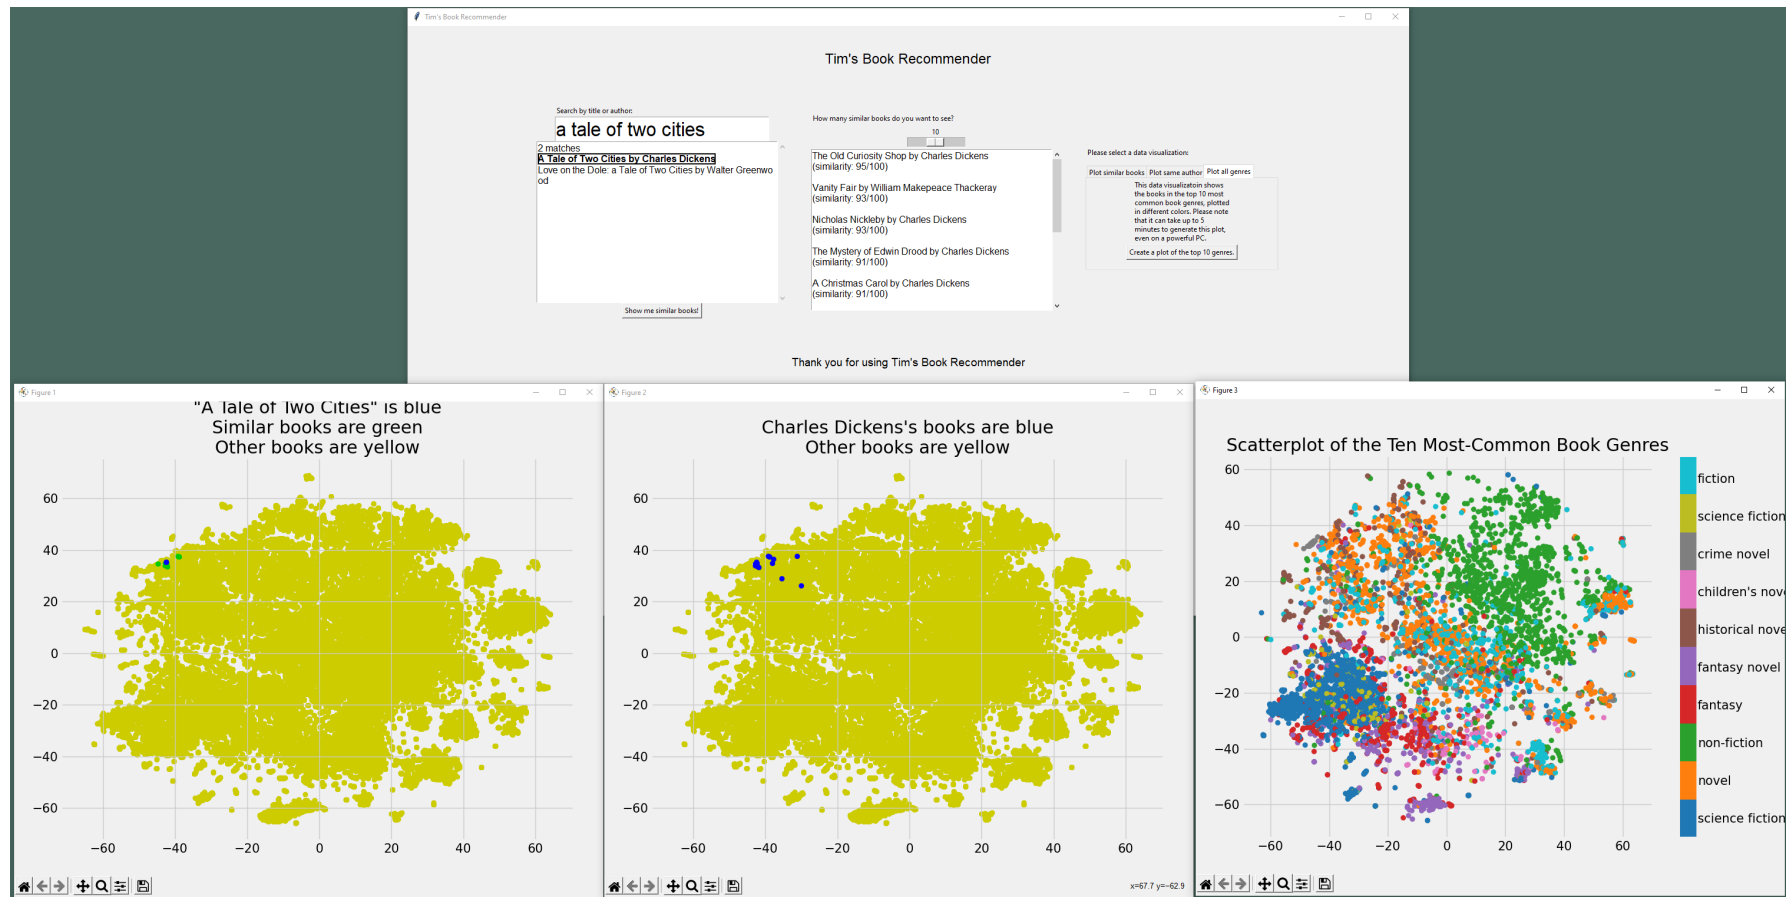 Tim's Book Recommender
Tim's Book Recommender
Search by title or author:
a tale of two cities
2 matches
A Tale of Two Cities by Charles Dickens
Love on the Dole: a Tale of Two Cities by Walter Greenwo
od
Show me similar books!
How many similar books do you want to see?
10
The Old Curiosity Shop by Charles Dickens
(similarity: 95/100)
Vanity Fair by William Makepeace Thackeray
(similarity: 93/100)
Nicholas Nickleby by Charles Dickens
(similarity: 93/100)
The Mystery of Edwin Drood by Charles Dickens
(similarity: 91/100)
A Christmas Carol by Charles Dickens
(similarity: 91/100)
Please select a data visualization:
Plot similar books Plot same author Plot all genres
This data visualizatoin shows
the books in the top 10 most
common book genres, plotted
in different colors. Please note
that it can take up to 5
minutes to generate this plot,
even on a powerful PC.
Create a plot of the top 10 genres.
Thank you for using Tim's Book Recommender
Figure 1
"A Tale of Two Cities" is blue
Similar books are green
Other books are yellow
60
40
20
0
−20
−40
−60
−60 −40 −20 0 20 40 60
Figure 2
Charles Dickens's books are blue
Other books are yellow
60
40
20
0
−20
−40
−60
−60 −40 −20 0 20 40 60
x=67.7 y=−62.9
Figure 3
Scatterplot of the Ten Most-Common Book Genres
60
40
20
0
−20
−40
−60
−60 −40 −20 0 20 40 60
fiction
science fiction
crime novel
children's nove
historical nove
fantasy novel
fantasy
non-fiction
novel
science fiction